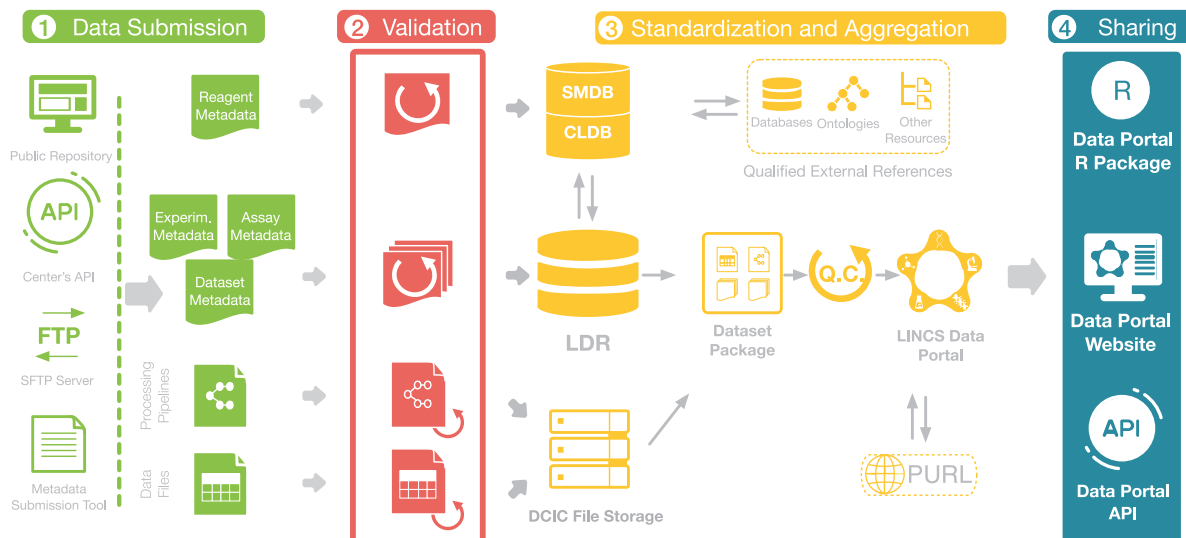 1 Data Submission
2 Validation
3 Standardization and Aggregation
4 Sharing
Public Repository
API
Center's API
FTP
SFTP Server
Metadata
Submission Tool
Reagent
Metadata
Experim.
Metadata
Assay
Metadata
Dataset
Metadata
Processing
Pipelines
Data
Files
SMDB
CLDB
LDR
DCIC File Storage
Databases
Ontologies
Other
Resources
Qualified External References
Dataset
Package
Q.C.
LINCS Data
Portal
PURL
R
Data Portal
R Package
Data Portal
Website
API
Data Portal
API